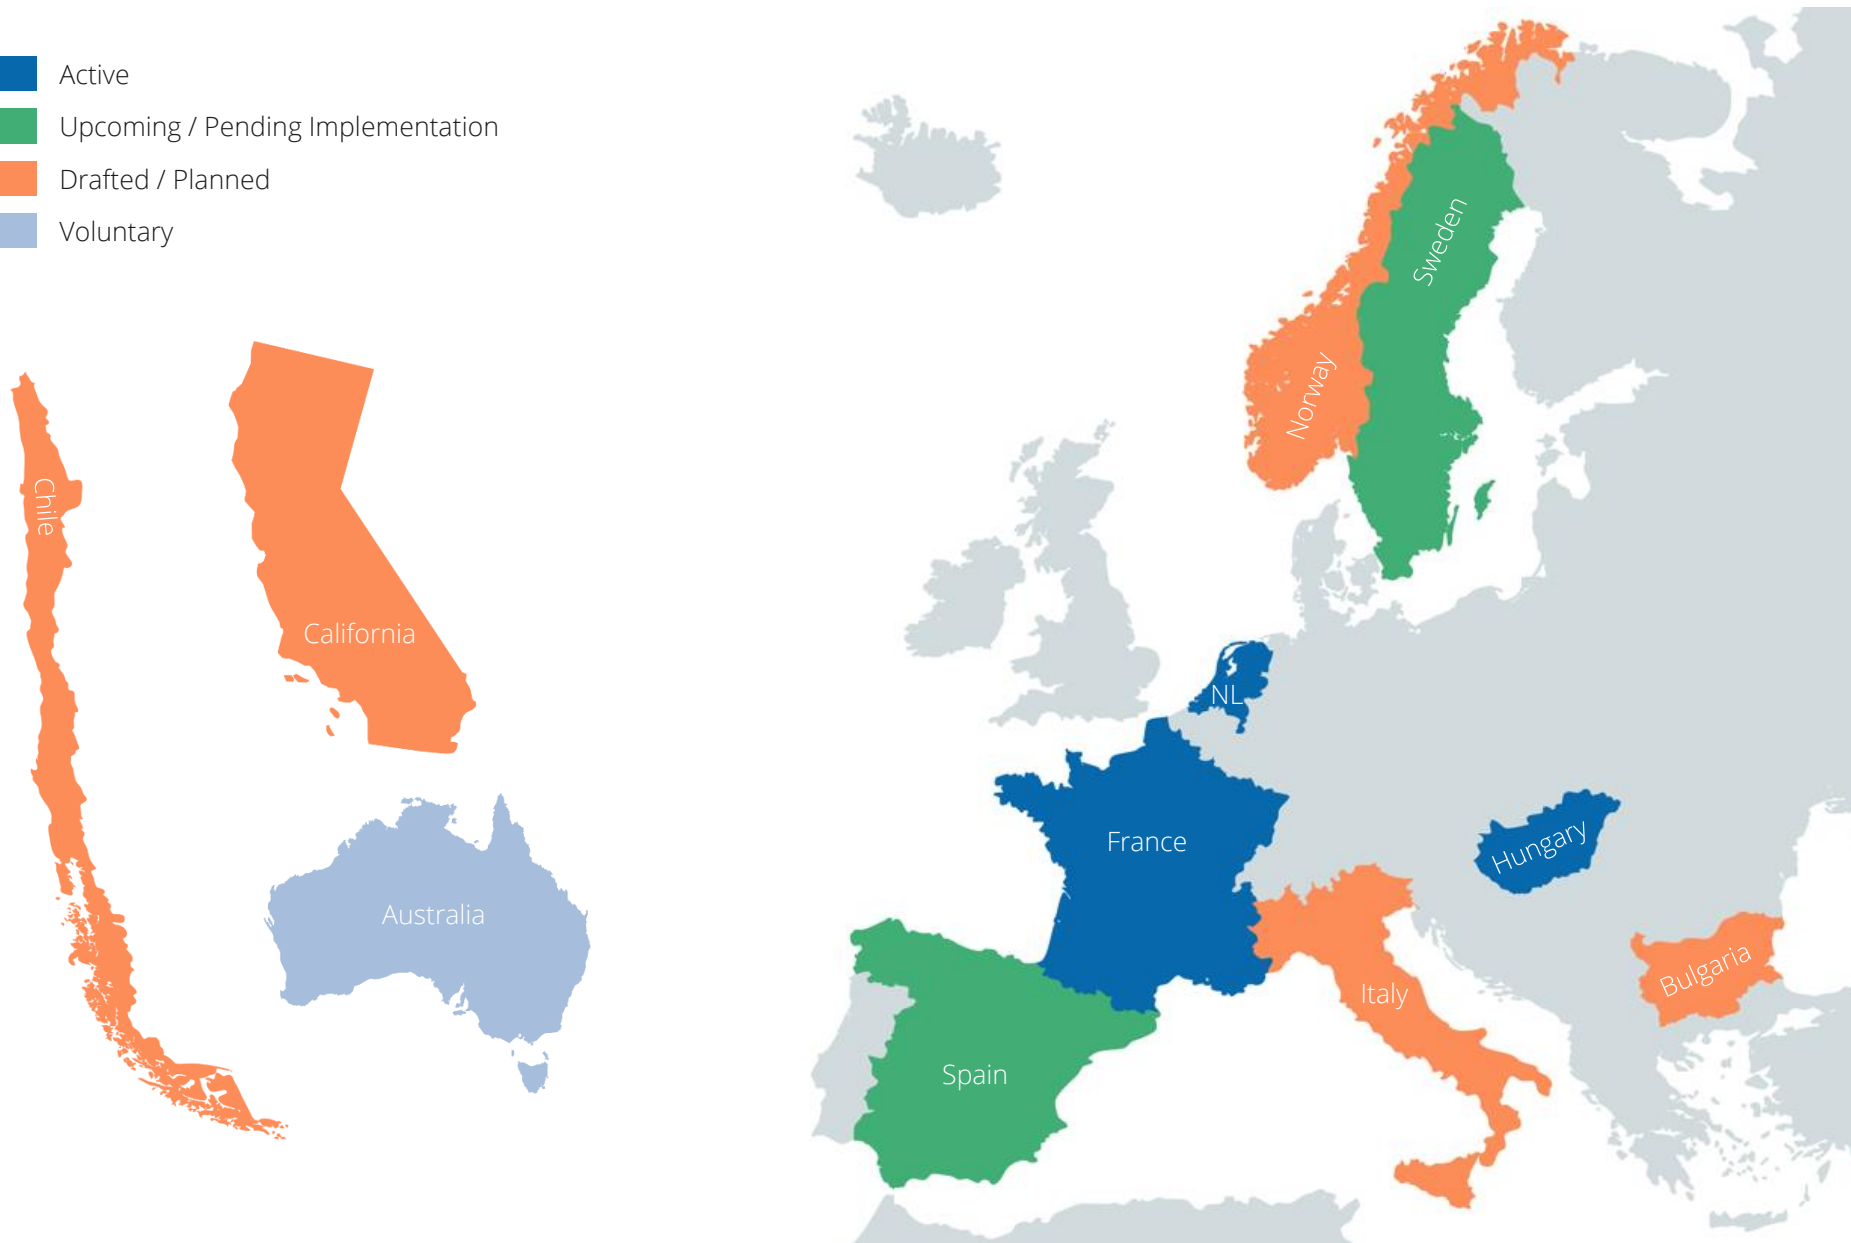 Active
Upcoming / Pending Implementation
Drafted / Planned
Voluntary
Sweden
Norway
Chile
California
NL
France
Hungary
Australia
Bulgaria
Italy
Spain